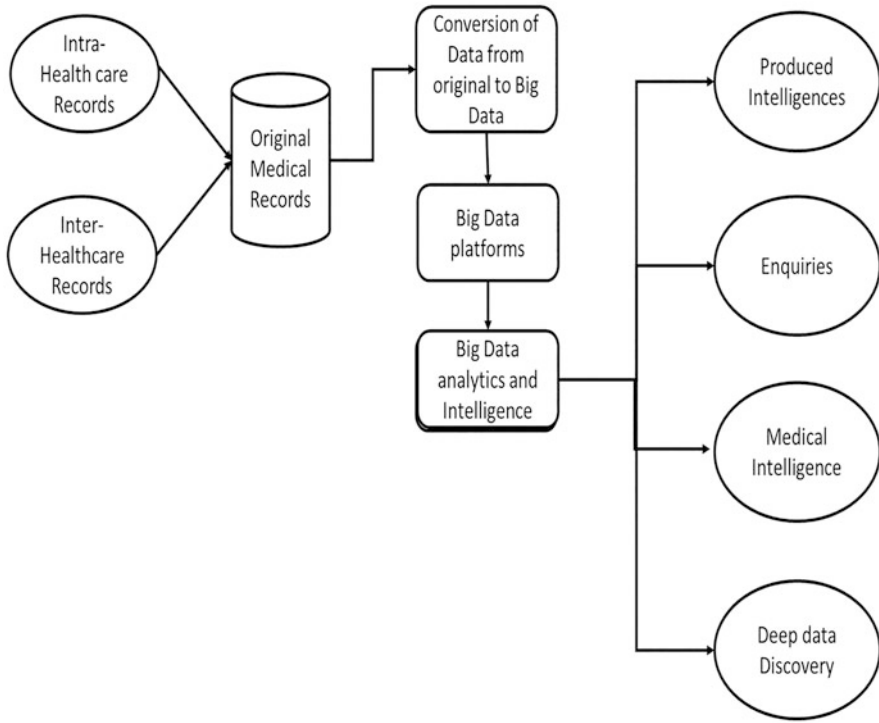 Intra-
Health care
Records
Inter-
Healthcare
Records
Original
Medical
Records
Conversion of
Data from
original to Big
Data
Big Data
platforms
Big Data
analytics and
Intelligence
Produced
Intelligences
Enquiries
Medical
Intelligence
Deep data
Discovery